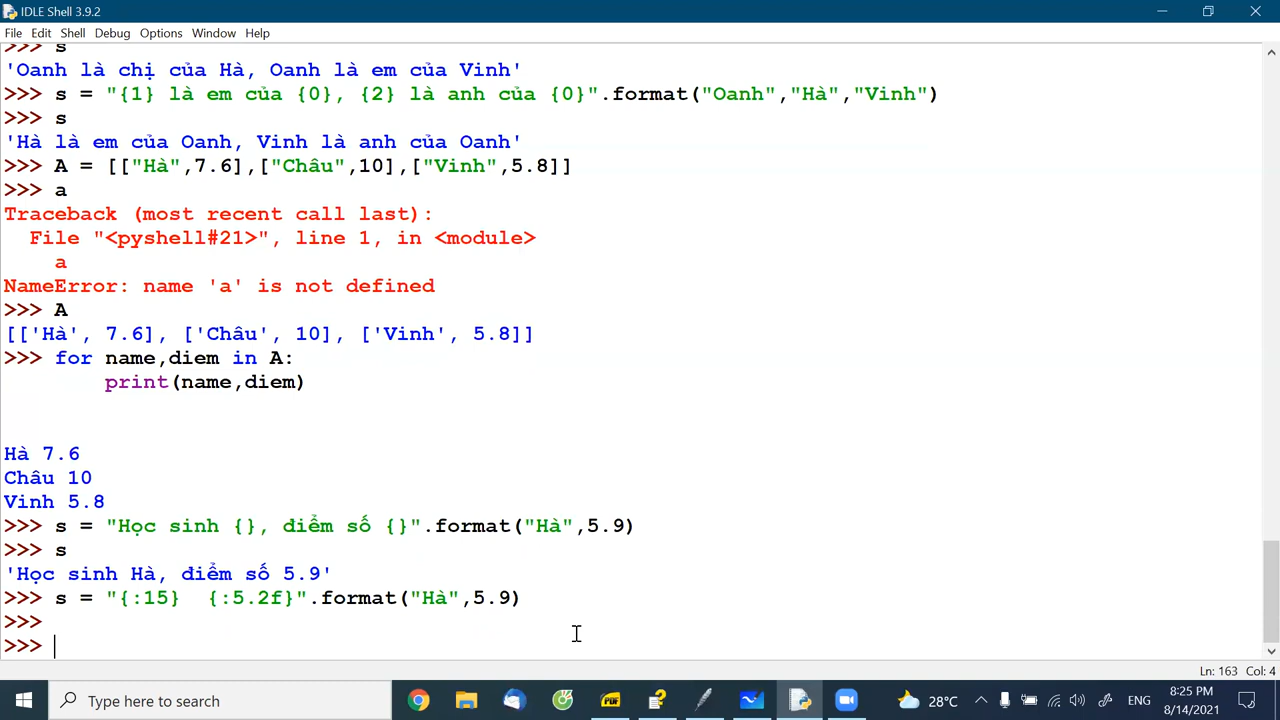 IDLE Shell 3.9.2
File Edit Shell Debug Options Window Help
>>> s
'Oanh là chị của Hà, Oanh là em của Vinh'
>>> s = "{1} là em của {0}, {2} là anh của {0}".format("Oanh","Hà","Vinh")
>>> s
'Hà là em của Oanh, Vinh là anh của Oanh'
>>> A = [["Hà",7.6],["Châu",10],["Vinh",5.8]]
>>> a
Traceback (most recent call last):
  File "<pyshell#21>", line 1, in <module>
    a
NameError: name 'a' is not defined
>>> A
[['Hà', 7.6], ['Châu', 10], ['Vinh', 5.8]]
>>> for name,diem in A:
        print(name,diem)
Hà 7.6
Châu 10
Vinh 5.8
>>> s = "Học sinh {}, điểm số {}".format("Hà",5.9)
>>> s
'Học sinh Hà, điểm số 5.9'
>>> s = "{:15}  {:5.2f}".format("Hà",5.9)
>>>
>>>
Ln: 163 Col: 4
Type here to search
PDF
28°C
ENG
8:25 PM
8/14/2021